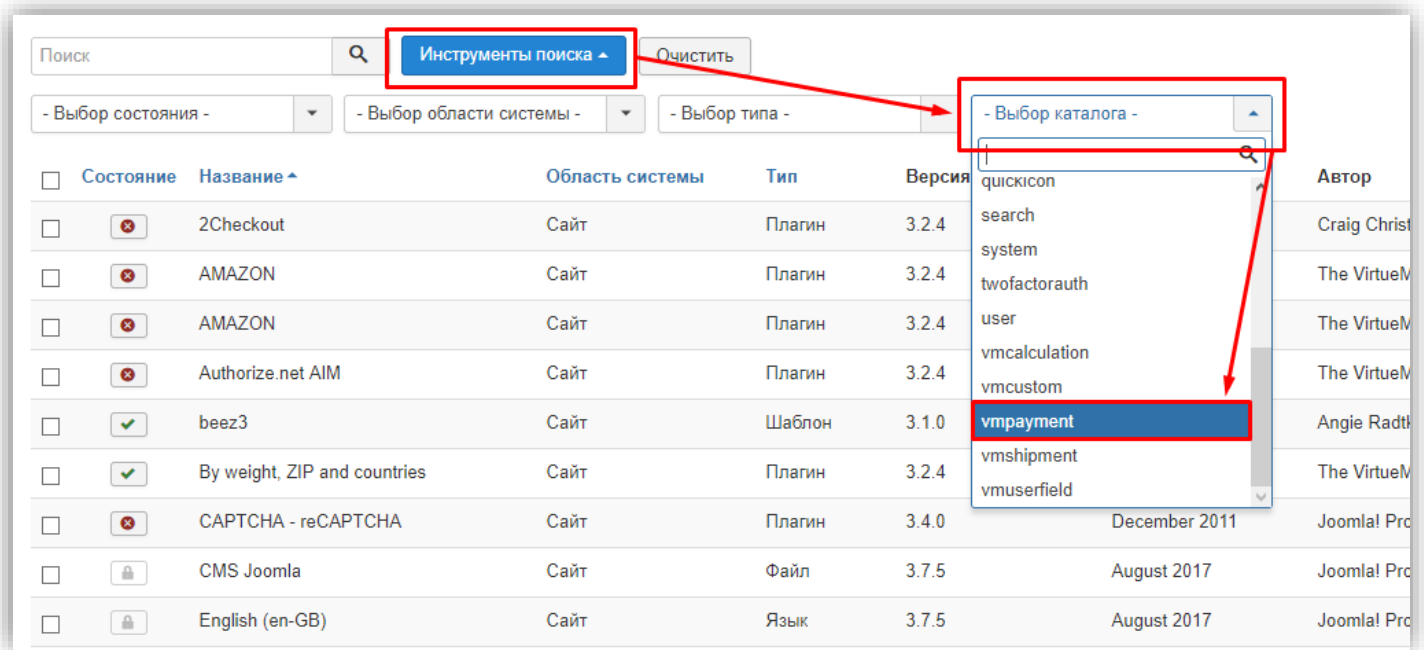 Поиск Инструменты поиска Очистить
- Выбор состояния - - Выбор области системы - - Выбор типа - - Выбор каталога -
quickicon
search
system
twofactorauth
user
vmcalculation
vmcustom
vmpayment
vmshipment
vmuserfield
Состояние Название Область системы Тип Версия Автор
2Checkout Сайт Плагин 3.2.4 Craig Christ
AMAZON Сайт Плагин 3.2.4 The VirtueM
AMAZON Сайт Плагин 3.2.4 The VirtueM
Authorize.net AIM Сайт Плагин 3.2.4 The VirtueM
beez3 Сайт Шаблон 3.1.0 Angie Radtk
By weight, ZIP and countries Сайт Плагин 3.2.4 The VirtueM
CAPTCHA - reCAPTCHA Сайт Плагин 3.4.0 December 2011 Joomla! Pro
CMS Joomla Сайт Файл 3.7.5 August 2017 Joomla! Pro
English (en-GB) Сайт Язык 3.7.5 August 2017 Joomla! Pro